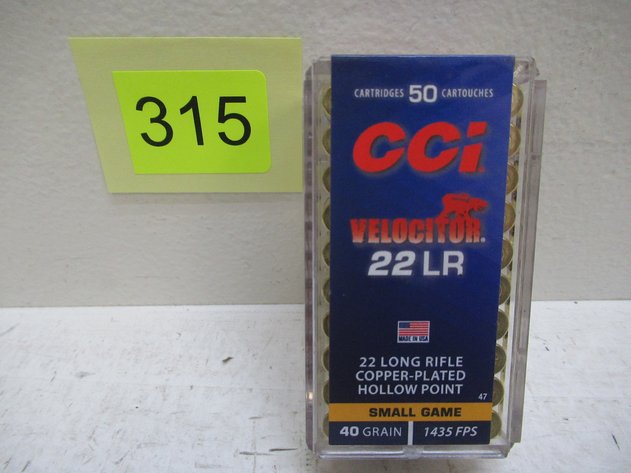 315
CARTRIDGES 50 CARTOUCHES
CCI
VELOCITOR®
22 LR
MADE IN USA
22 LONG RIFLE
COPPER-PLATED
HOLLOW POINT
47
SMALL GAME
40 GRAIN 1435 FPS